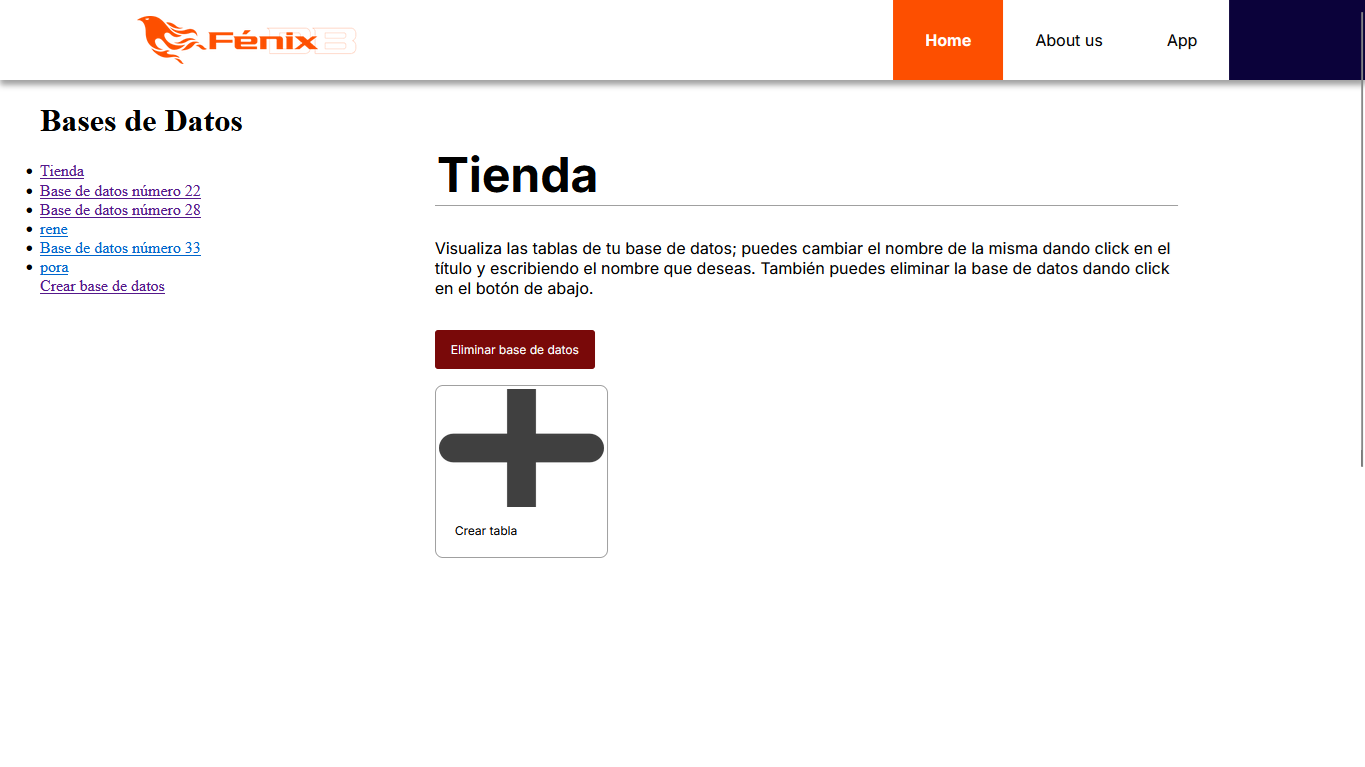 Fénix DB
Home
About us
App
Bases de Datos
Tienda
Base de datos número 22
Base de datos número 28
rene
Base de datos número 33
pora
Crear base de datos
Tienda
Visualiza las tablas de tu base de datos; puedes cambiar el nombre de la misma dando click en el
título y escribiendo el nombre que deseas. También puedes eliminar la base de datos dando click
en el botón de abajo.
Eliminar base de datos
Crear tabla